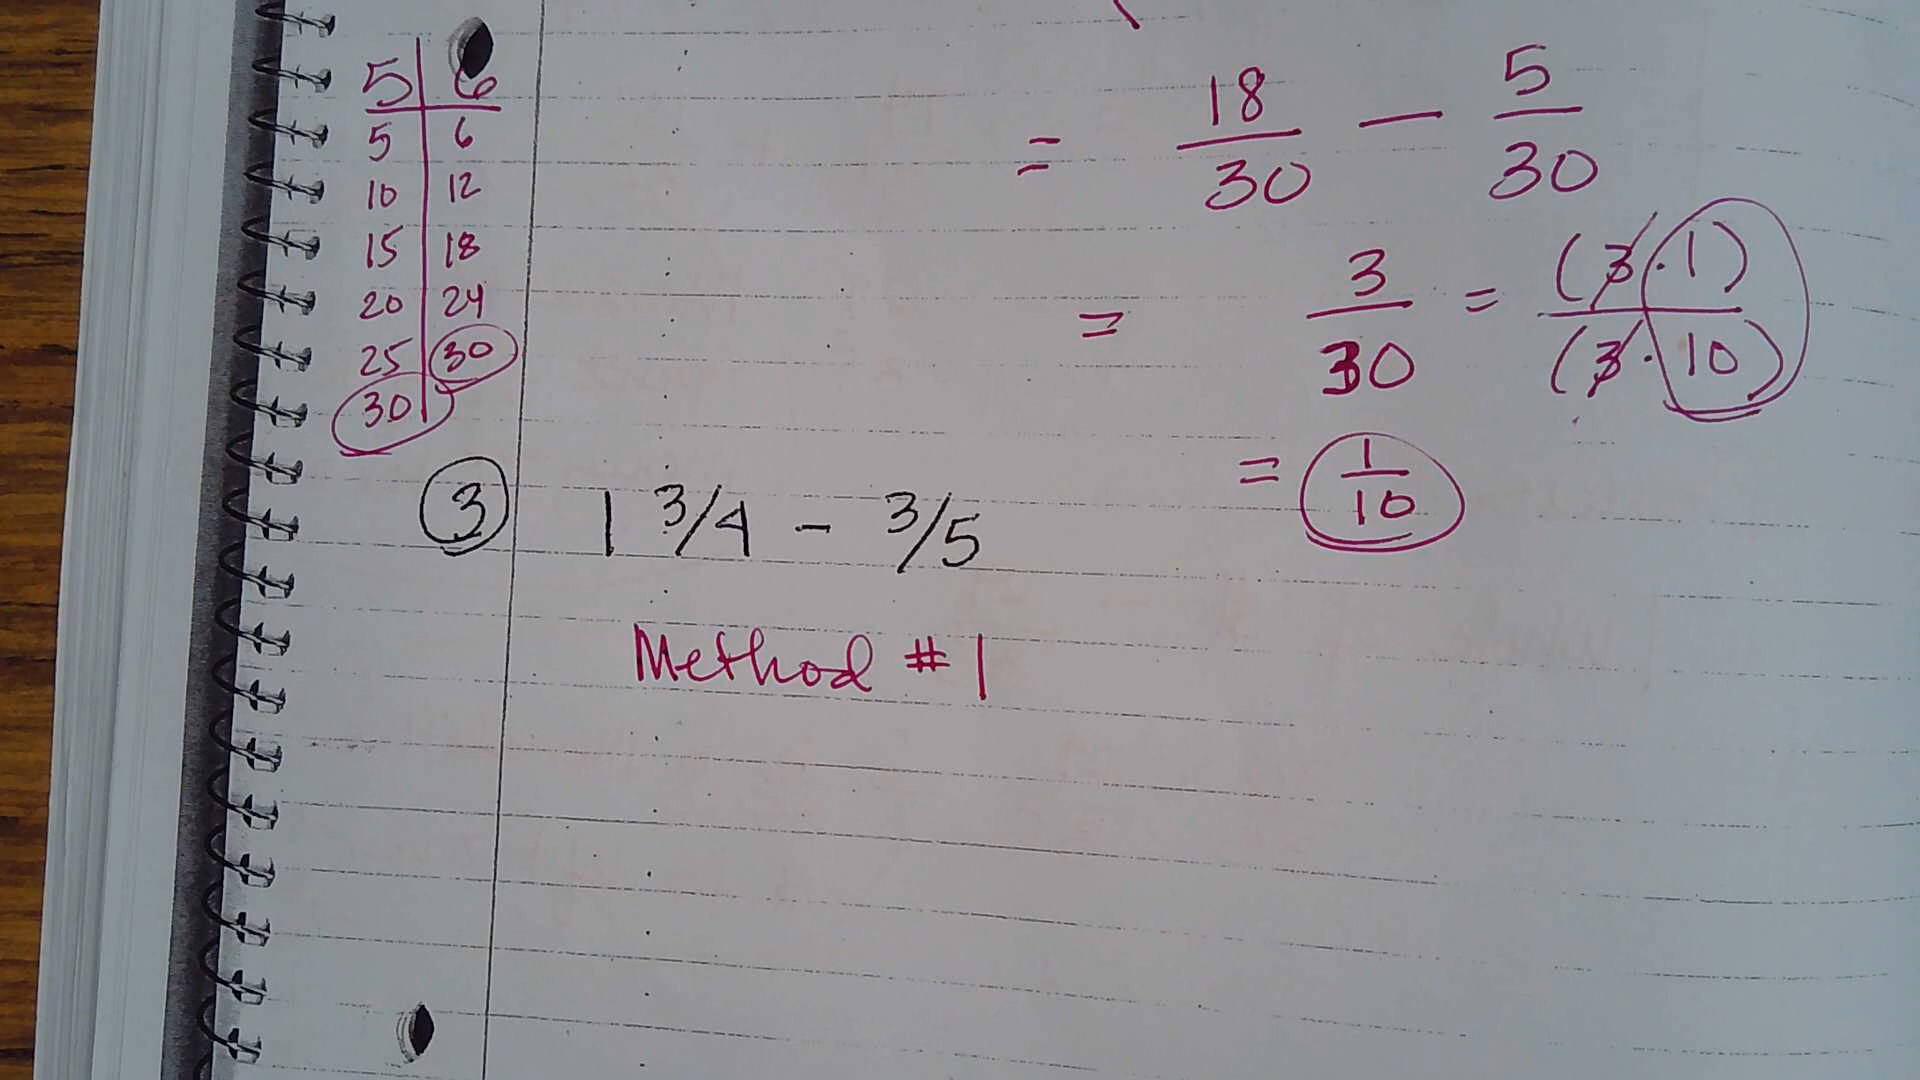 5 6
5 6
10 12
15 18
20 24
25 30
30
= 18/30 - 5/30
= 3/30 = (3·1)/(3·10)
= 1/10
3 1 3/4 - 3/5
Method #1